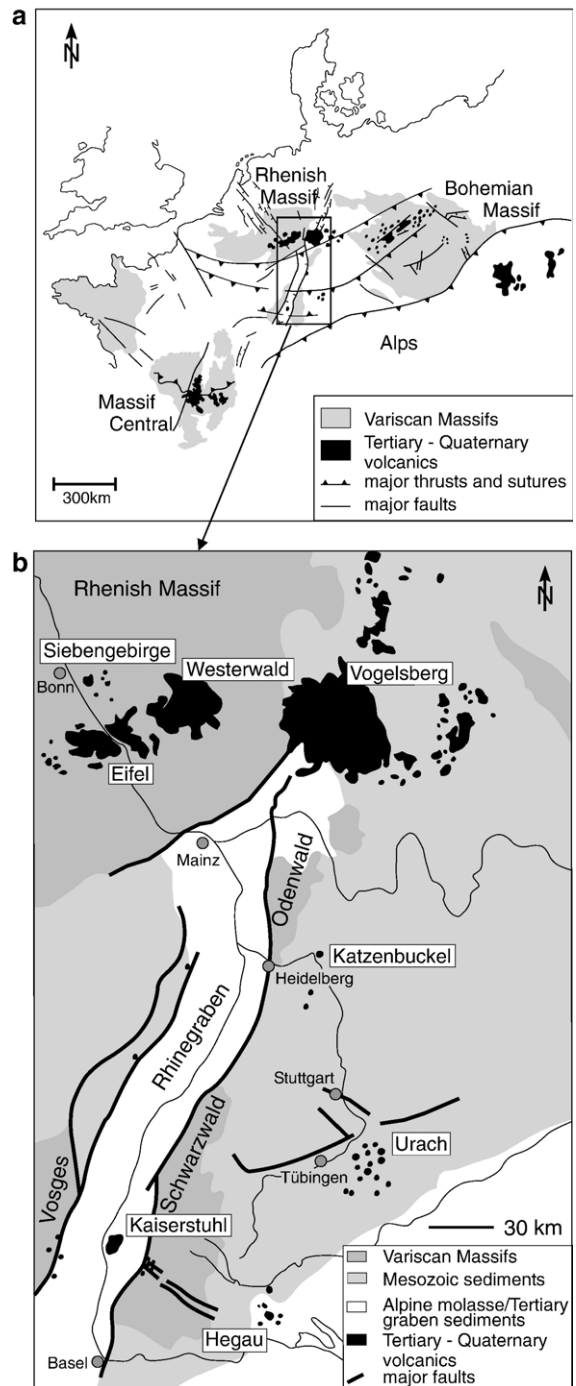 a
N
Rhenish
Massif
Bohemian
Massif
Alps
Massif
Central
300km
Variscan Massifs
Tertiary - Quaternary
volcanics
major thrusts and sutures
major faults
b
N
Rhenish Massif
Siebengebirge
Westerwald
Vogelsberg
Bonn
Eifel
Mainz
Odenwald
Katzenbuckel
Heidelberg
Rhinegraben
Stuttgart
Urach
Tübingen
Schwarzwald
Vosges
Kaiserstuhl
30 km
Hegau
Basel
Variscan Massifs
Mesozoic sediments
Alpine molasse/Tertiary
graben sediments
Tertiary - Quaternary
volcanics
major faults